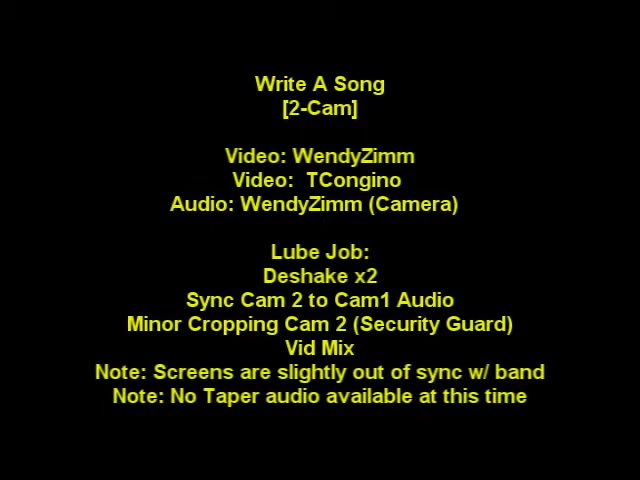 Write A Song
[2-Cam]
Video: WendyZimm
Video:  TCongino
Audio: WendyZimm (Camera)
Lube Job:
Deshake x2
Sync Cam 2 to Cam1 Audio
Minor Cropping Cam 2 (Security Guard)
Vid Mix
Note: Screens are slightly out of sync w/ band
Note: No Taper audio available at this time